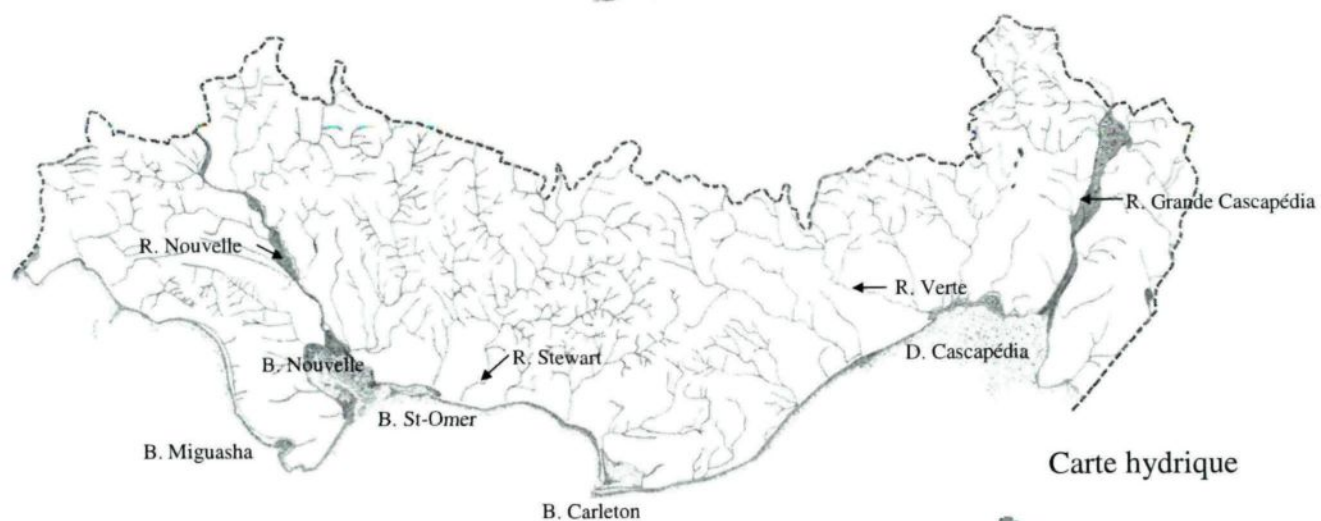 R. Grande Cascapédia
R. Nouvelle
R. Verte
D. Cascapédia
B. Nouvelle
R. Stewart
B. St-Omer
B. Miguasha
Carte hydrique
B. Carleton